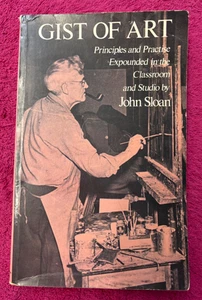 GIST OF ART
Principles and Practise
Expounded in the
Classroom
and Studio by
John Sloan